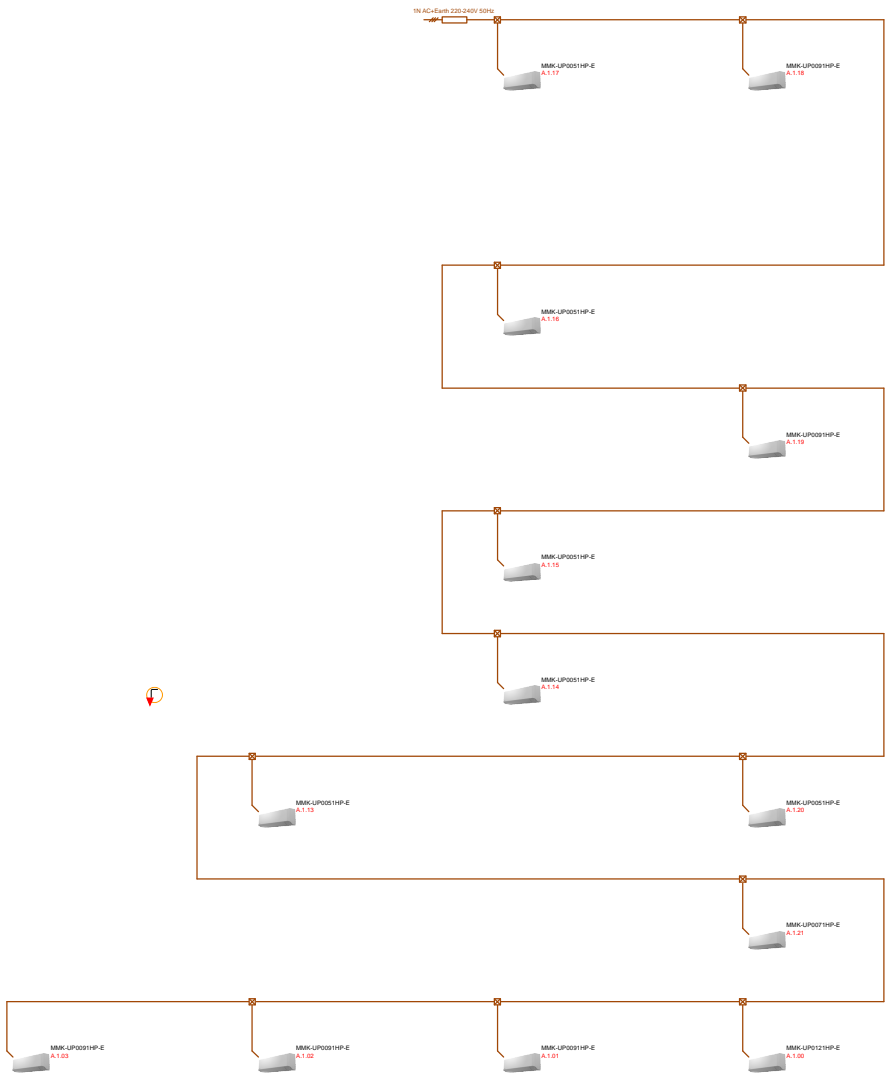 1N AC+Earth 220-240V 50Hz
MMK-UP0051HP-E
A.1.17
MMK-UP0091HP-E
A.1.18
MMK-UP0051HP-E
A.1.16
MMK-UP0091HP-E
A.1.19
MMK-UP0051HP-E
A.1.15
MMK-UP0051HP-E
A.1.14
MMK-UP0051HP-E
A.1.13
MMK-UP0051HP-E
A.1.20
MMK-UP0071HP-E
A.1.21
MMK-UP0091HP-E
A.1.03
MMK-UP0091HP-E
A.1.02
MMK-UP0091HP-E
A.1.01
MMK-UP0121HP-E
A.1.00